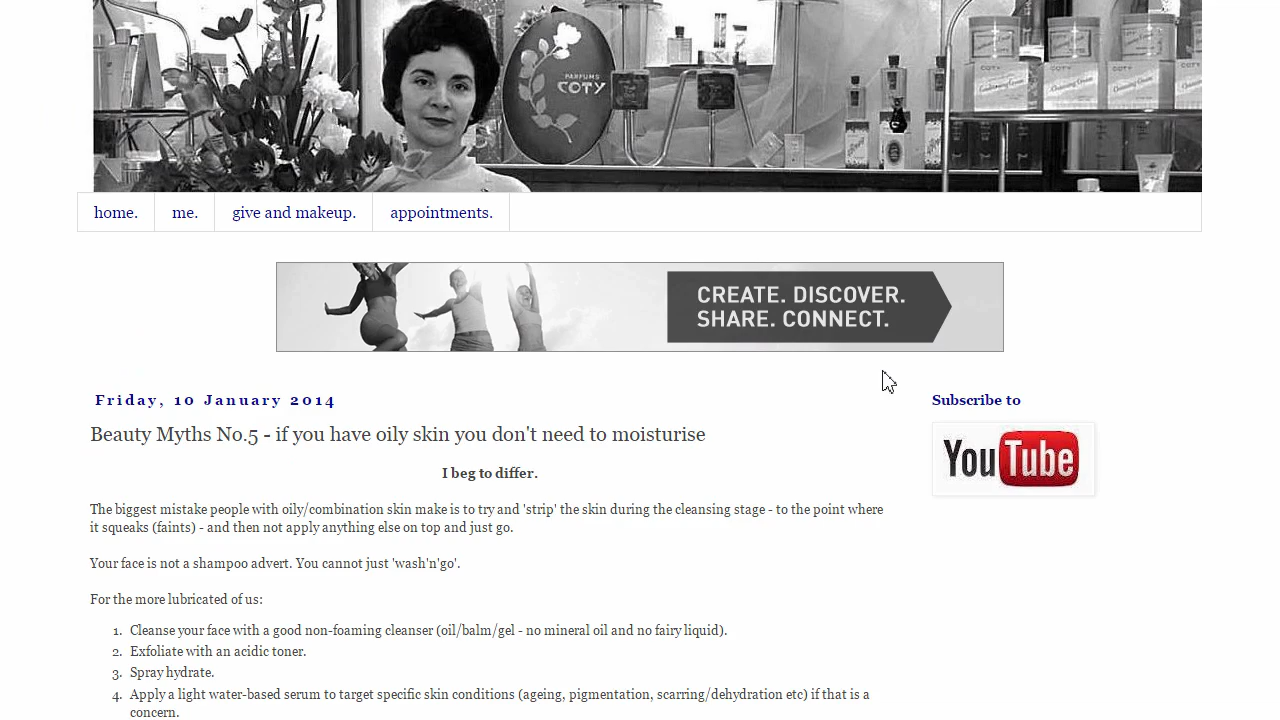 PARFUMS
COTY
COTY
COTY
home.
me.
give and makeup.
appointments.
CREATE. DISCOVER.
SHARE. CONNECT.
Friday, 10 January 2014
Beauty Myths No.5 - if you have oily skin you don't need to moisturise
I beg to differ.
The biggest mistake people with oily/combination skin make is to try and 'strip' the skin during the cleansing stage - to the point where
it squeaks (faints) - and then not apply anything else on top and just go.
Your face is not a shampoo advert. You cannot just 'wash'n'go'.
For the more lubricated of us:
1. Cleanse your face with a good non-foaming cleanser (oil/balm/gel - no mineral oil and no fairy liquid).
2. Exfoliate with an acidic toner.
3. Spray hydrate.
4. Apply a light water-based serum to target specific skin conditions (ageing, pigmentation, scarring/dehydration etc) if that is a
concern.
Subscribe to
YouTube